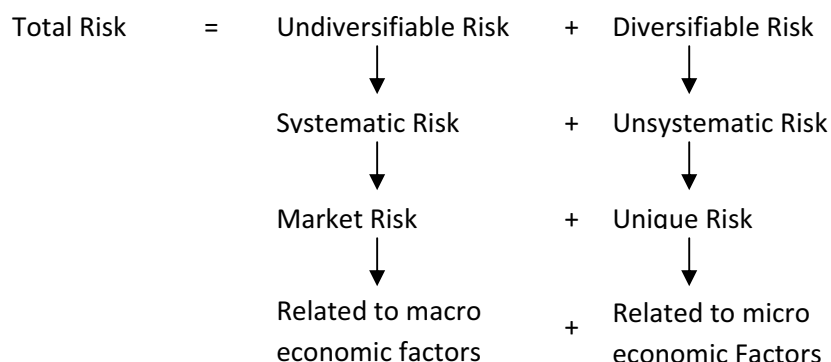 Total Risk = Undiversifiable Risk + Diversifiable Risk
Systematic Risk + Unsystematic Risk
Market Risk + Unique Risk
Related to macro economic factors + Related to micro economic Factors